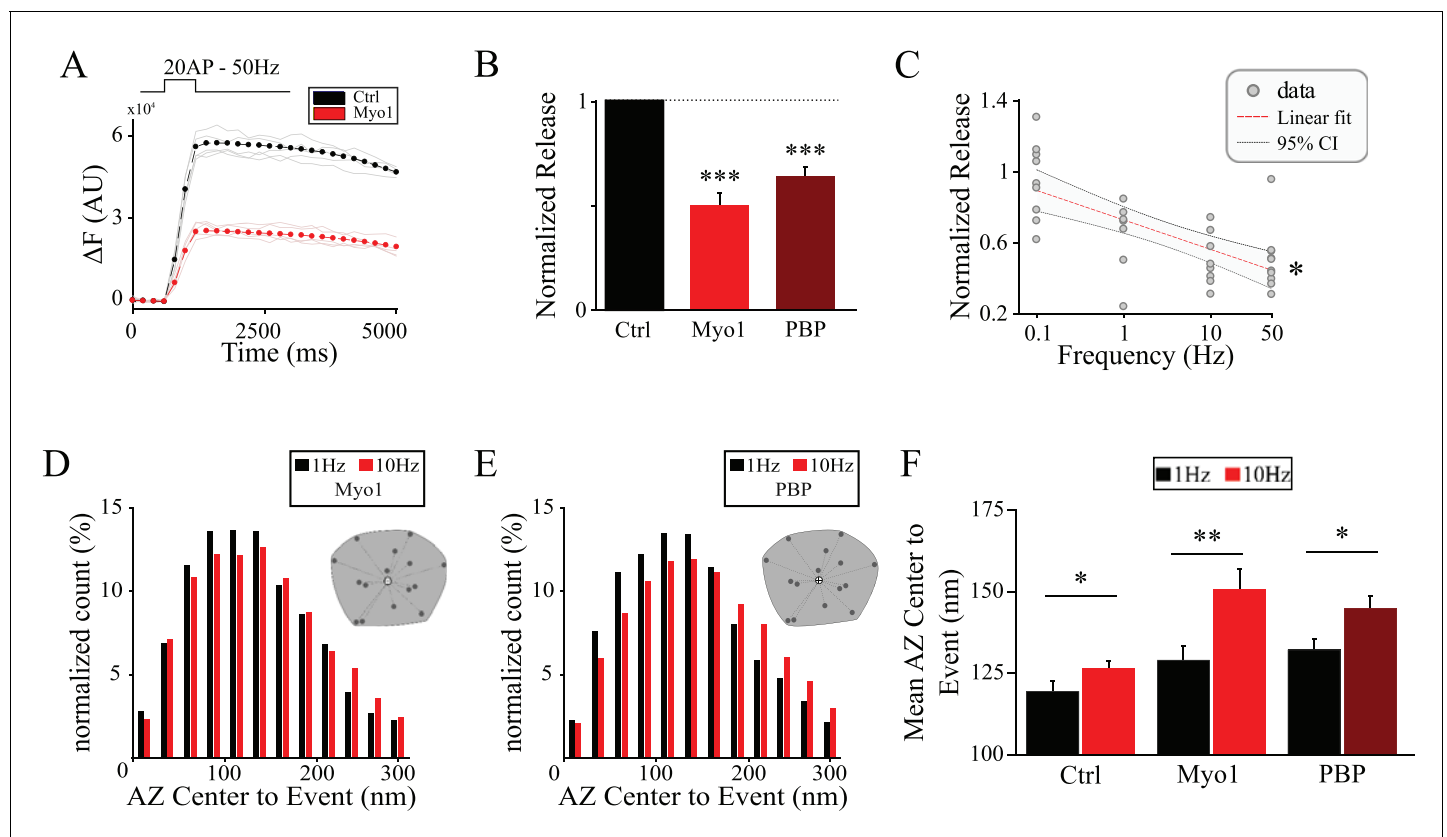 A
20AP - 50Hz
x10⁴
Ctrl
Myo1
6
3
0
ΔF (AU)
0
2500
5000
Time (ms)
B
1
0
Normalized Release
***
***
Ctrl
Myo1
PBP
C
data
Linear fit
95% CI
1.4
1
0.6
0.2
Normalized Release
*
0.1
1
10
50
Frequency (Hz)
D
1Hz
10Hz
Myo1
15
10
5
normalized count (%)
0
100
200
300
AZ Center to Event (nm)
E
1Hz
10Hz
PBP
15
10
5
normalized count (%)
0
100
200
300
AZ Center to Event (nm)
F
1Hz
10Hz
175
150
125
100
Mean AZ Center to
Event (nm)
*
**
*
Ctrl
Myo1
PBP